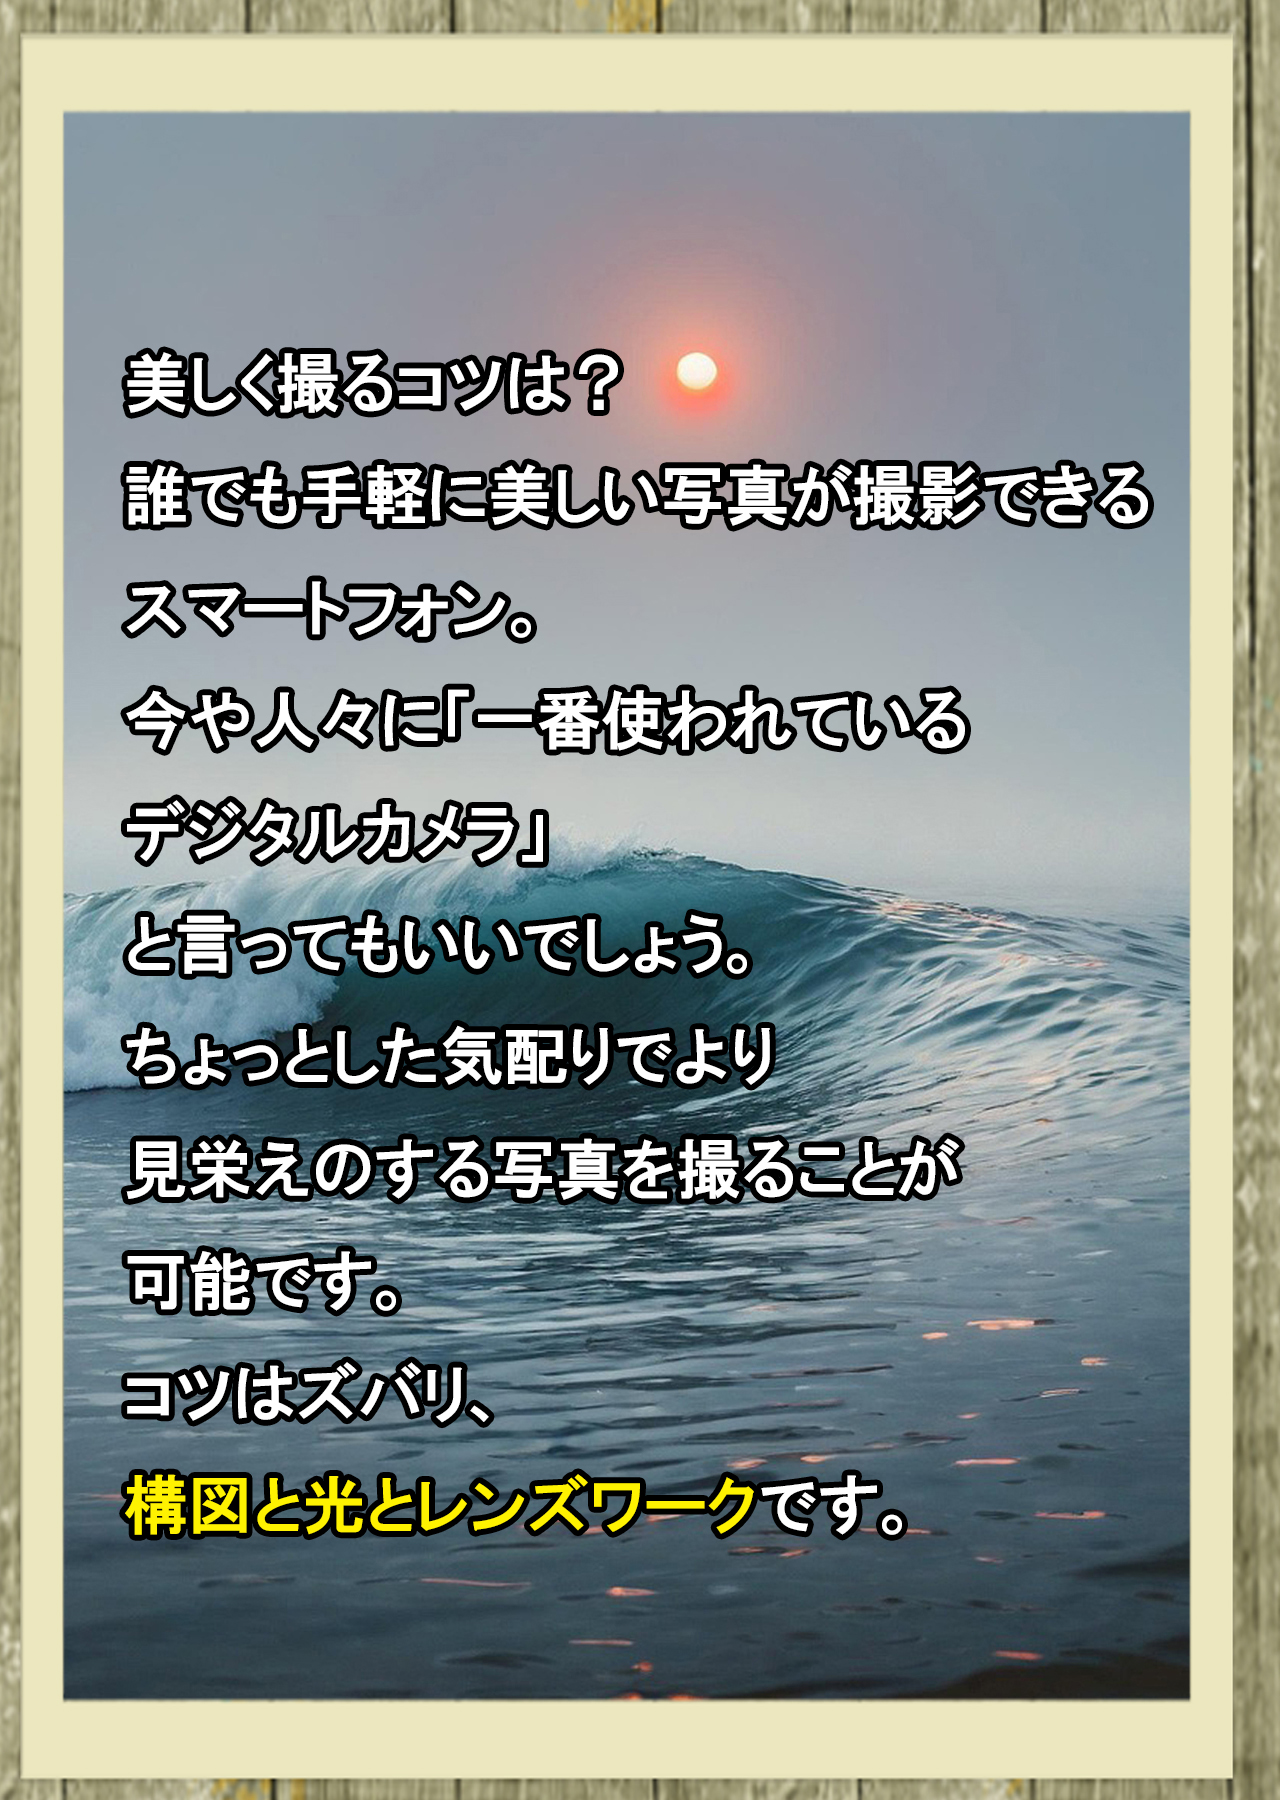 美しく撮るコツは？
誰でも手軽に美しい写真が撮影できる
スマートフォン。
今や人々に「一番使われている
デジタルカメラ」
と言ってもいいでしょう。
ちょっとした気配りでより
見栄えのする写真を撮ることが
可能です。
コツはズバリ、
構図と光とレンズワークです。